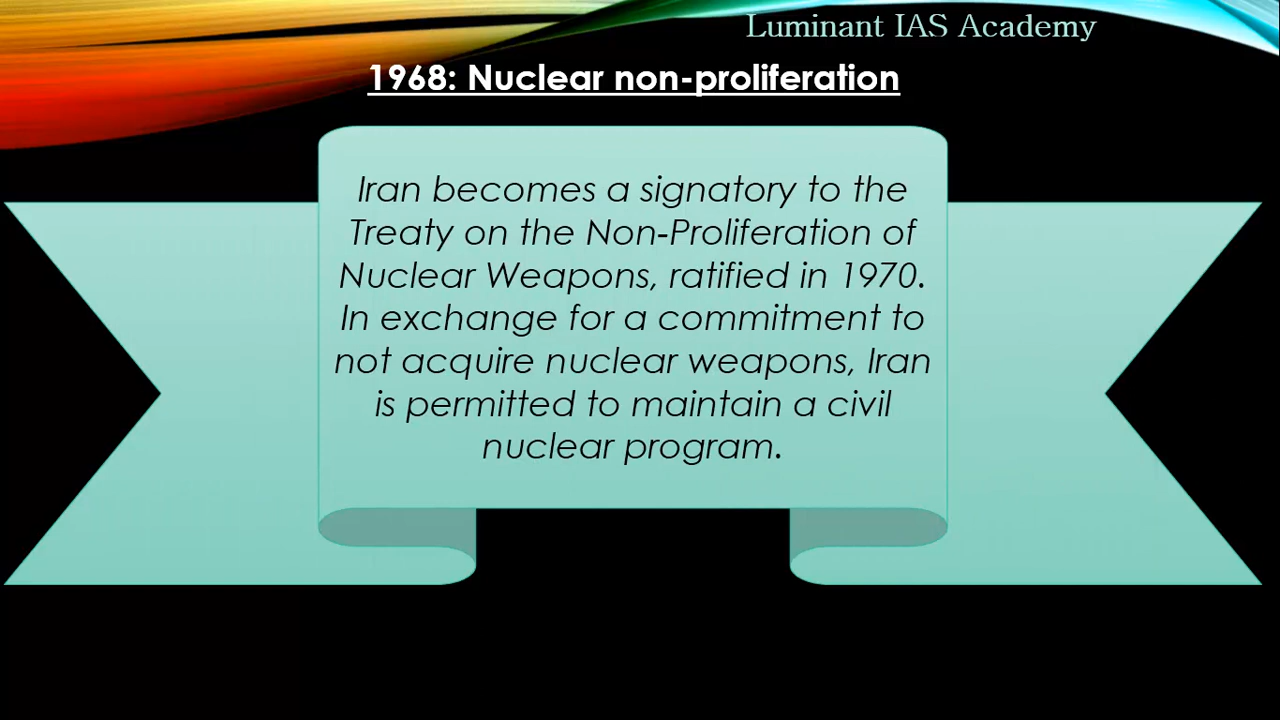 Luminant IAS Academy
1968: Nuclear non-proliferation
Iran becomes a signatory to the
Treaty on the Non-Proliferation of
Nuclear Weapons, ratified in 1970.
In exchange for a commitment to
not acquire nuclear weapons, Iran
is permitted to maintain a civil
nuclear program.